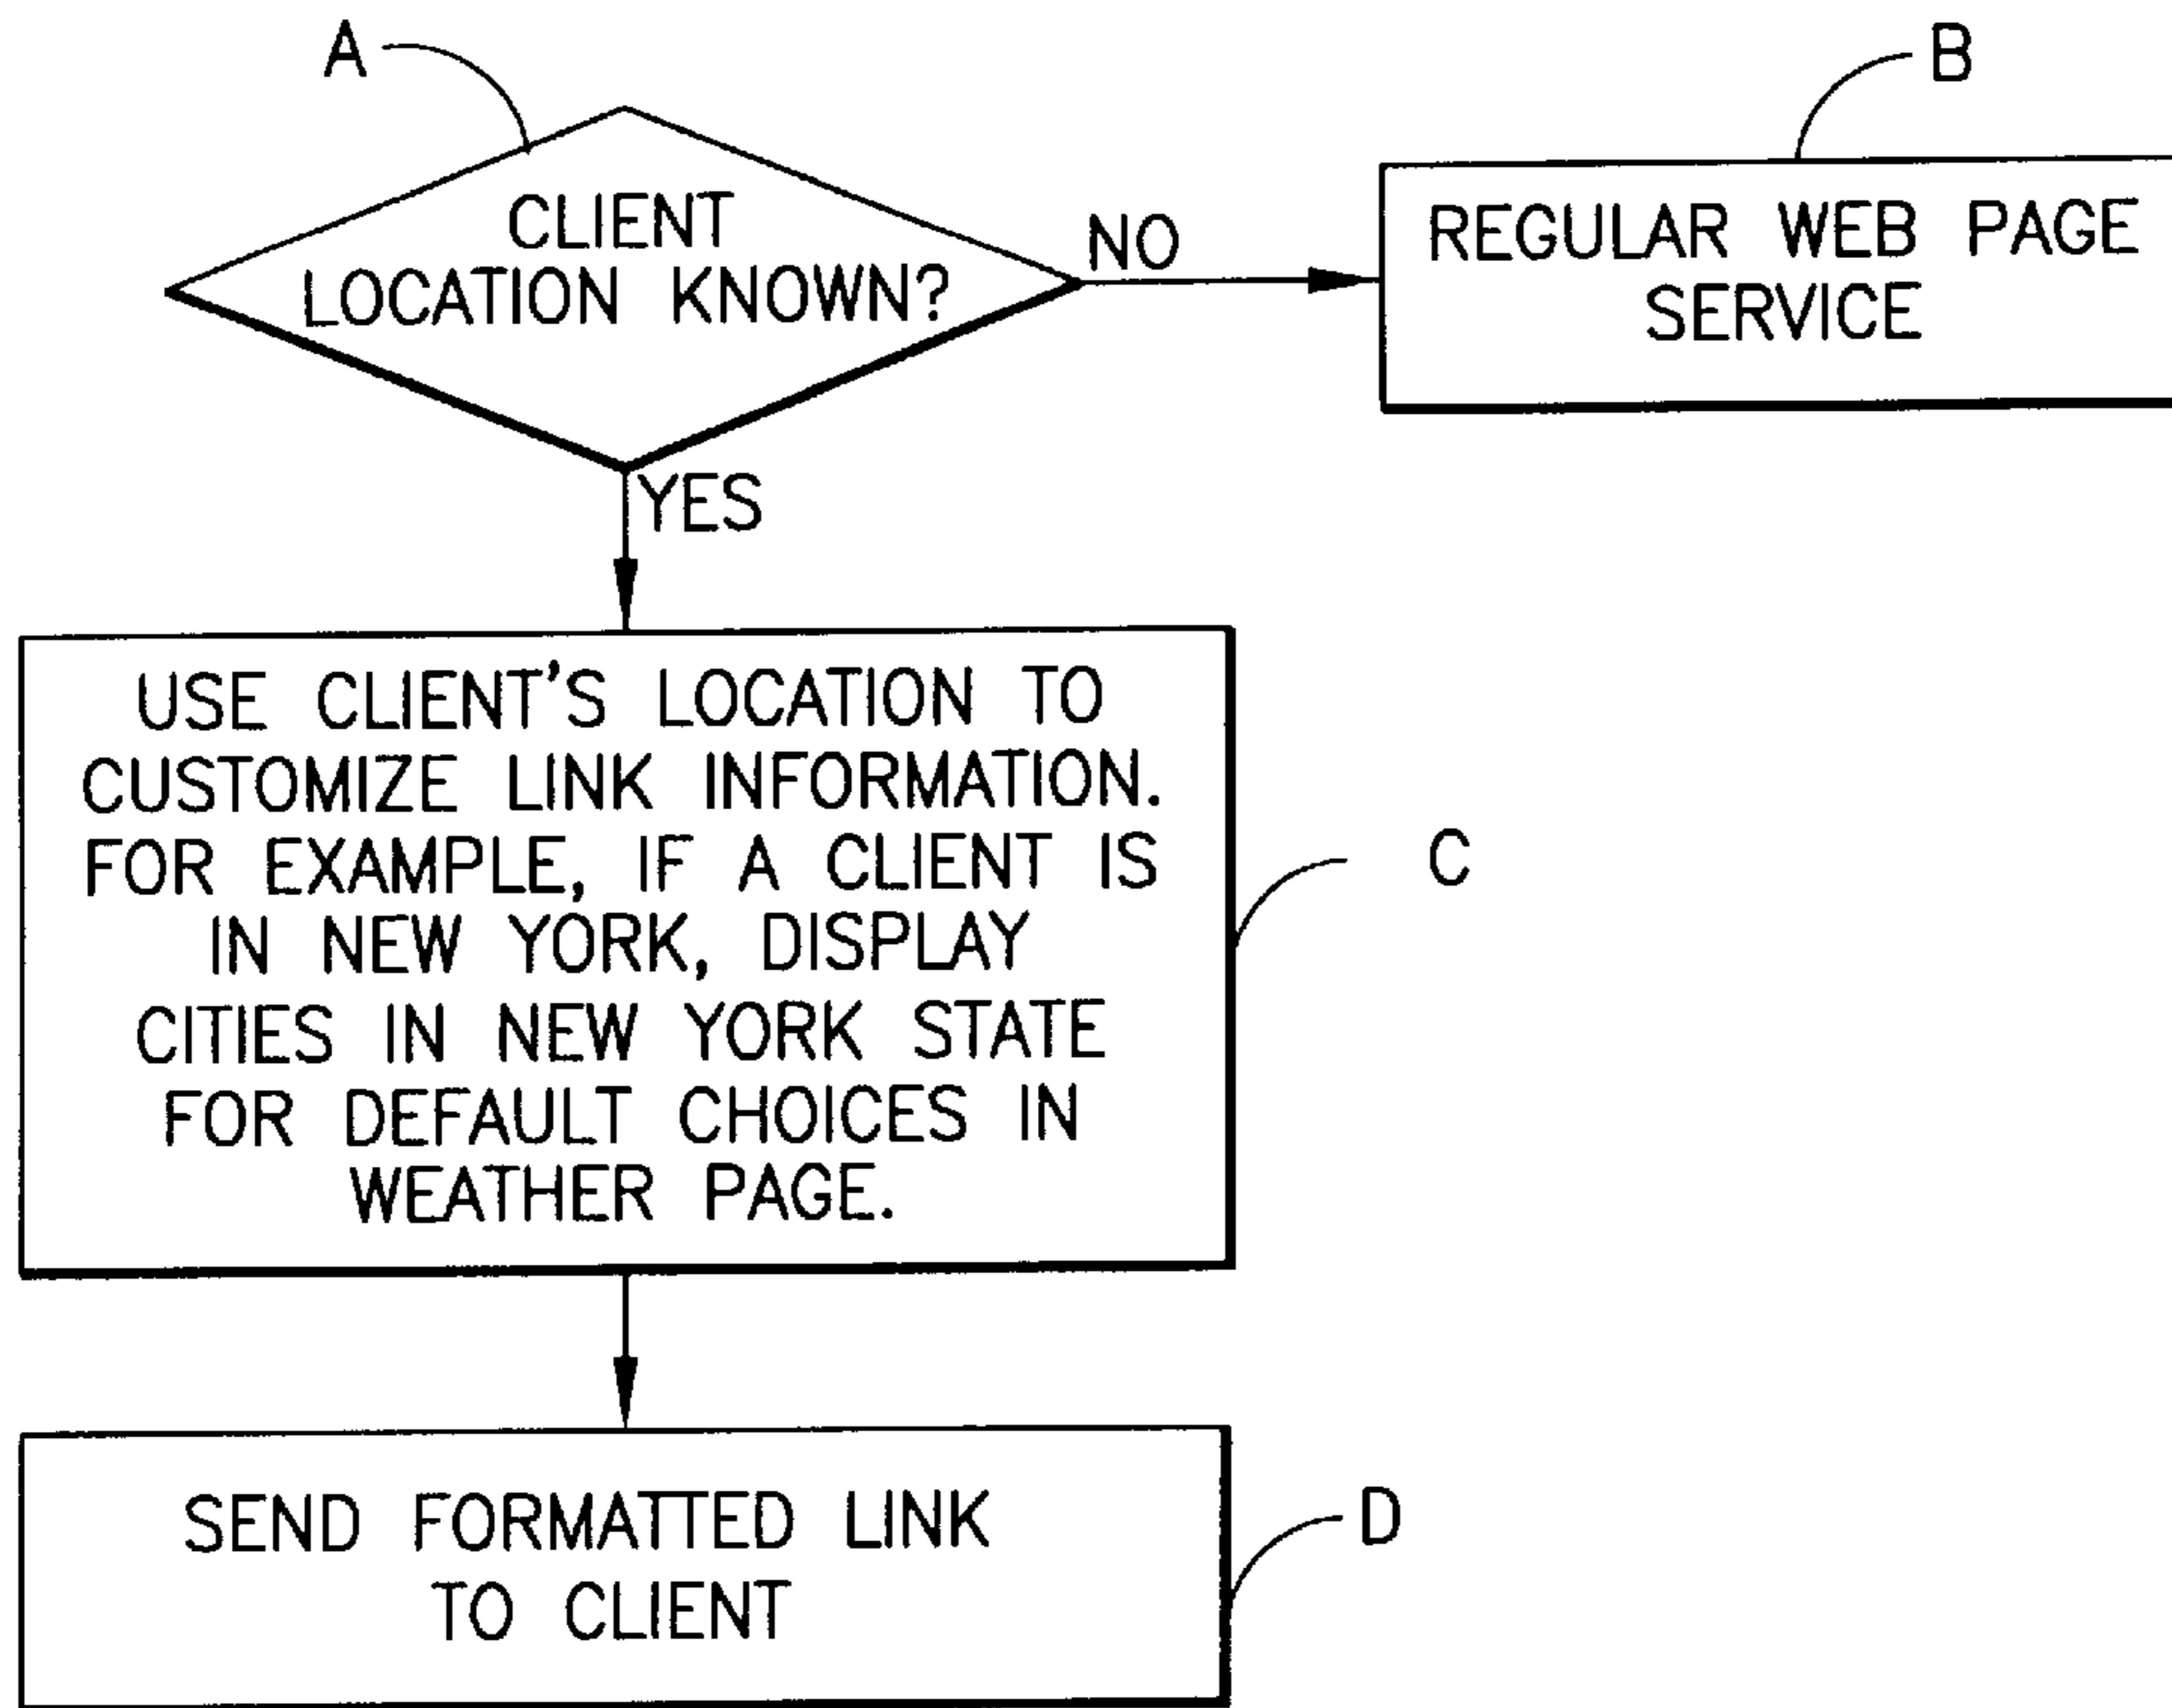 A
B
CLIENT
LOCATION KNOWN?
NO
REGULAR WEB PAGE
SERVICE
YES
USE CLIENT'S LOCATION TO
CUSTOMIZE LINK INFORMATION.
FOR EXAMPLE, IF A CLIENT IS
IN NEW YORK, DISPLAY
CITIES IN NEW YORK STATE
FOR DEFAULT CHOICES IN
WEATHER PAGE.
C
SEND FORMATTED LINK
TO CLIENT
D